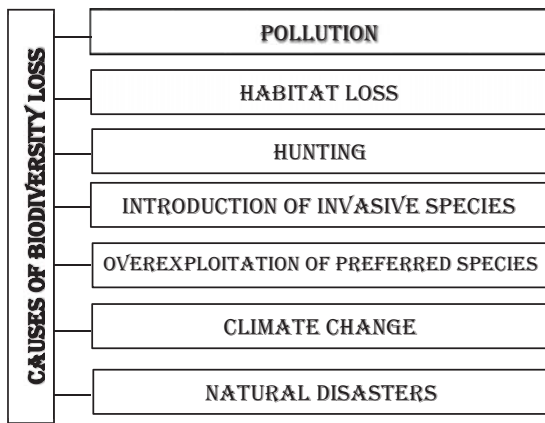 CAUSES OF BIODIVERSITY LOSS
POLLUTION
HABITAT LOSS
HUNTING
INTRODUCTION OF INVASIVE SPECIES
OVEREXPLOITATION OF PREFERRED SPECIES
CLIMATE CHANGE
NATURAL DISASTERS